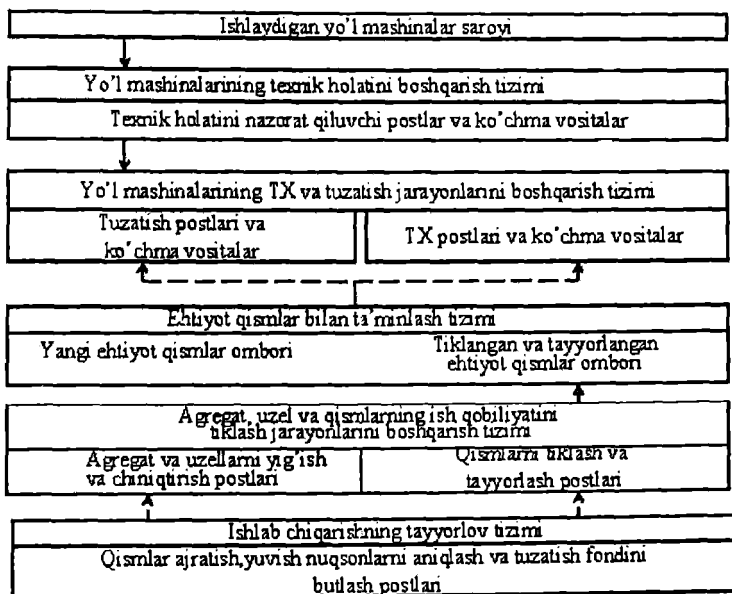 Ishlaydigan yo'l mashinalar saroyi
Yo'l mashinalarining texnik holatini boshqarish tizimi
Texnik holatini nazorat qiluvchi postlar va ko'chma vositalar
Yo'l mashinalarining TX va tuzatish jarayonlarini boshqarish tizimi
Tuzatish postlari va
ko'chma vositalar
TX postlari va ko'chma vositalar
Ehtiyot qismlar bilan ta'minlash tizimi
Yangi ehtiyot qismlar ombori
Tiklangan va tayyorlangan
ehtiyot qismlar ombori
Agregat, uzel va qismlarning ish qobiliyatini
tiklash jarayonlarini boshqarish tizimi
Agregat va uzellarni yig'ish
va chiniqtirish postlari
Qismlarni tiklash va
tayyorlash postlari
Ishlab chiqarishning tayyorlov tizimi
Qismlar ajratish,yuvish nuqsonlarni aniqlash va tuzatish fondini
butlash postlari